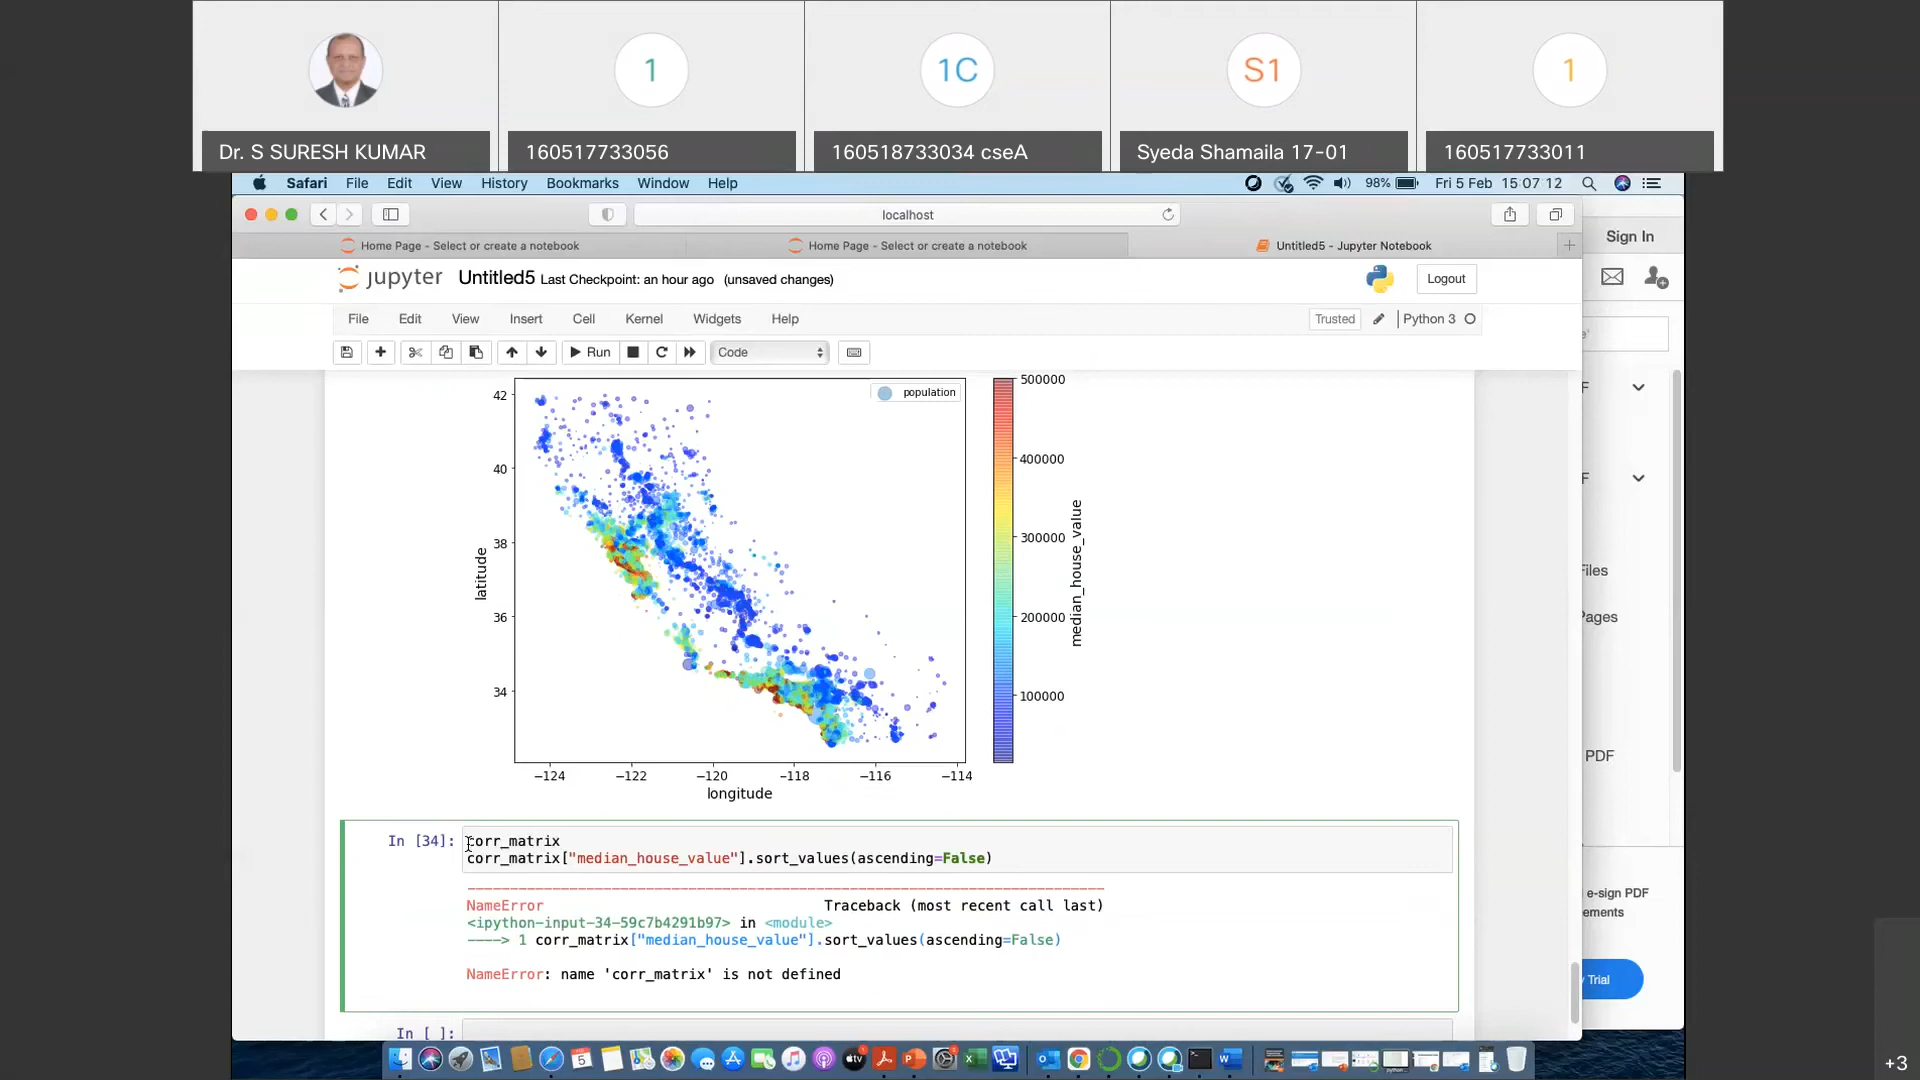 1
1C
S1
1
Dr. S SURESH KUMAR
160517733056
160518733034 cseA
Syeda Shamaila 17-01
160517733011
Safari File Edit View History Bookmarks Window Help
98% Fri 5 Feb 15:07:12
localhost
Home Page - Select or create a notebook
Home Page - Select or create a notebook
Untitled5 - Jupyter Notebook
Sign In
jupyter Untitled5 Last Checkpoint: an hour ago (unsaved changes)
Logout
File Edit View Insert Cell Kernel Widgets Help
Trusted
Python 3
Run
Code
population
42
40
38
36
34
latitude
−124 −122 −120 −118 −116 −114
longitude
500000
400000
300000
200000
100000
median_house_value
In [34]:
corr_matrix
corr_matrix["median_house_value"].sort_values(ascending=False)
NameError Traceback (most recent call last)
<ipython-input-34-59c7b4291b97> in <module>
----> 1 corr_matrix["median_house_value"].sort_values(ascending=False)
NameError: name 'corr_matrix' is not defined
In [ ]:
F
F
Files
Pages
PDF
e-sign PDF
ements
Trial
+3